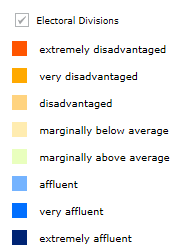 Electoral Divisions
extremely disadvantaged
very disadvantaged
disadvantaged
marginally below average
marginally above average
affluent
very affluent
extremely affluent